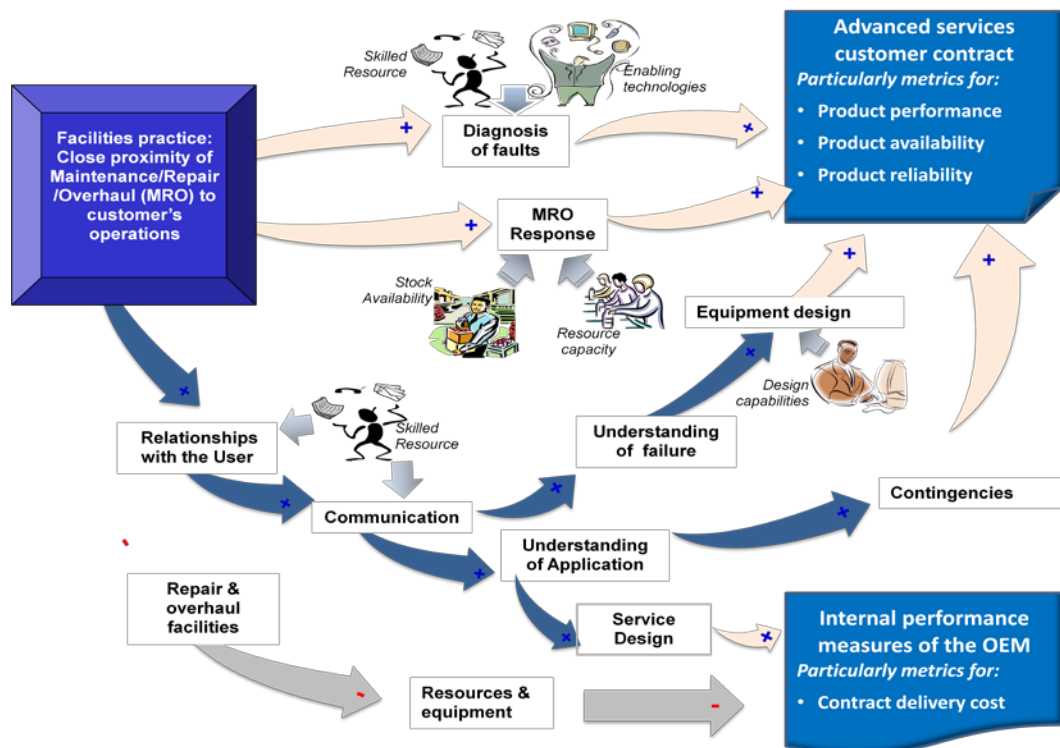 Facilities practice:
Close proximity of
Maintenance/Repair
/Overhaul (MRO) to
customer's
operations
Skilled
Resource
Enabling
technologies
+
Diagnosis
of faults
+
Advanced services
customer contract
Particularly metrics for:
• Product performance
• Product availability
• Product reliability
+
MRO
Response
+
Stock
Availability
Resource
capacity
+
+
Equipment design
+
Design
capabilities
+
Skilled
Resource
Relationships
with the User
+
Communication
+
Understanding
of failure
+
Understanding
of Application
+
Contingencies
-
Repair &
overhaul
facilities
+
Service
Design
+
Internal performance
measures of the OEM
Particularly metrics for:
• Contract delivery cost
-
Resources &
equipment
-